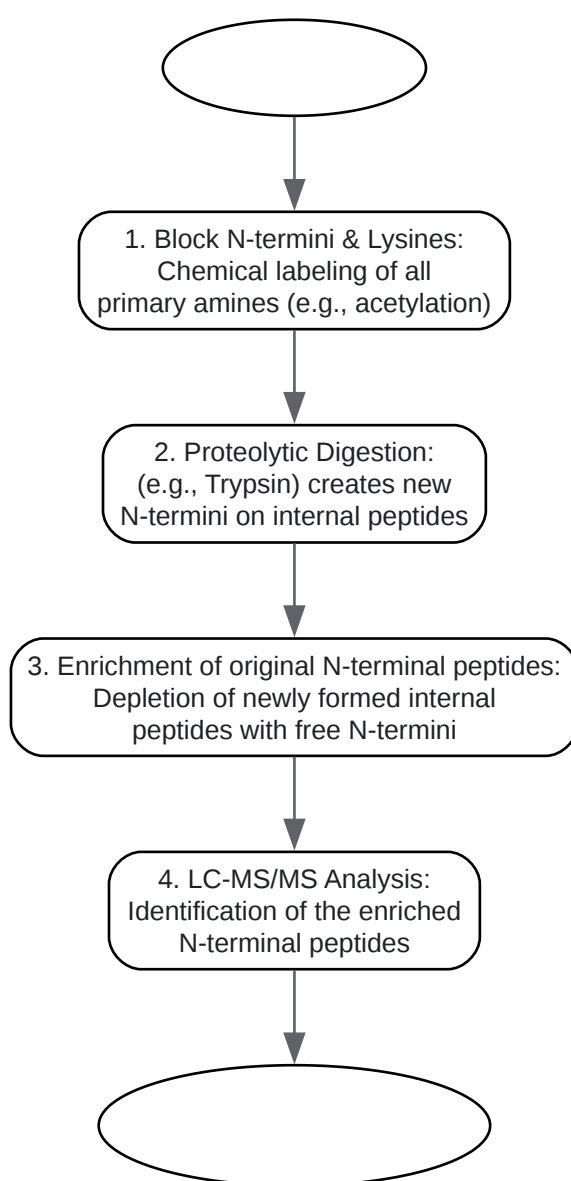 1. Block N-termini & Lysines:
Chemical labeling of all
primary amines (e.g., acetylation)
2. Proteolytic Digestion:
(e.g., Trypsin) creates new
N-termini on internal peptides
3. Enrichment of original N-terminal peptides:
Depletion of newly formed internal
peptides with free N-termini
4. LC-MS/MS Analysis:
Identification of the enriched
N-terminal peptides